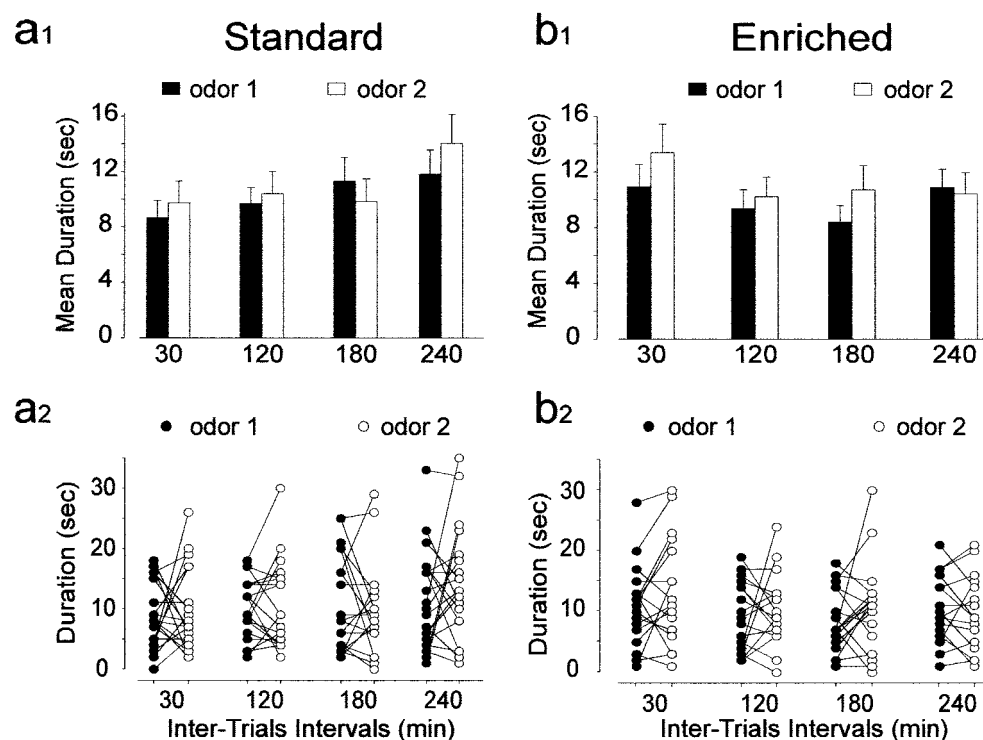 a1 Standard
odor 1 odor 2
Mean Duration (sec)
16
12
8
4
0
30 120 180 240
b1 Enriched
odor 1 odor 2
Mean Duration (sec)
16
12
8
4
0
30 120 180 240
a2
odor 1 odor 2
Duration (sec)
30
20
10
0
30 120 180 240
Inter-Trials Intervals (min)
b2
odor 1 odor 2
Duration (sec)
30
20
10
0
30 120 180 240
Inter-Trials Intervals (min)